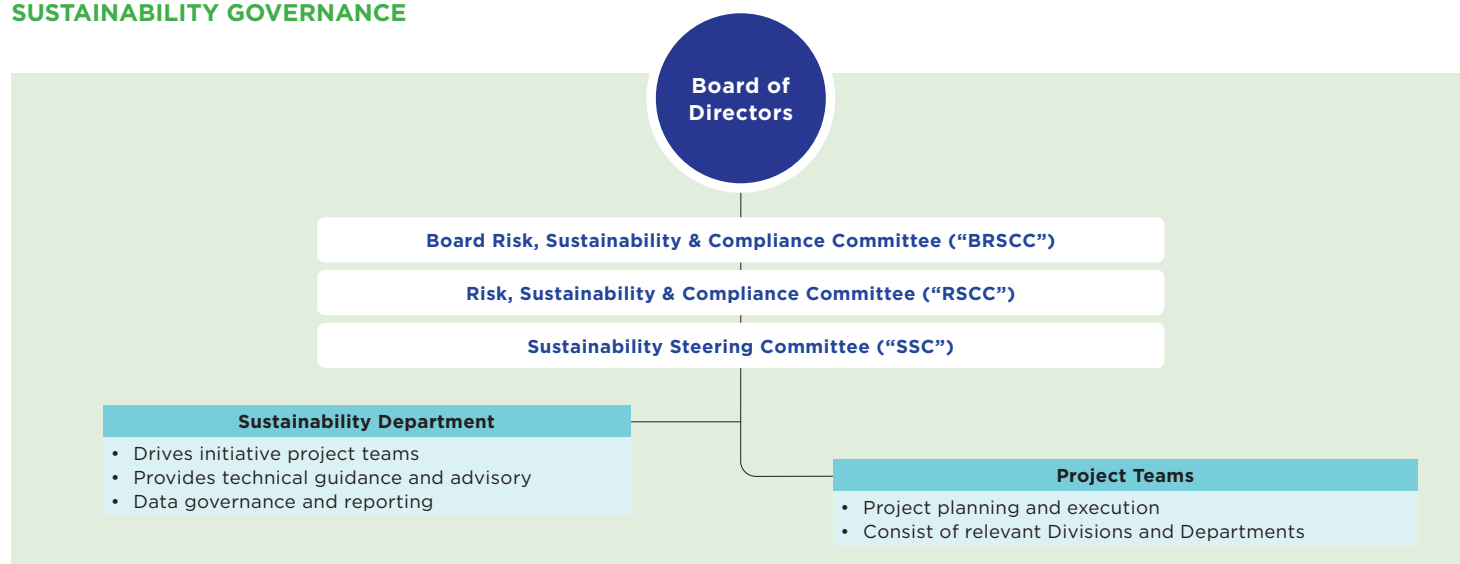 SUSTAINABILITY GOVERNANCE
Board of
Directors
Board Risk, Sustainability & Compliance Committee (“BRSCC”)
Risk, Sustainability & Compliance Committee (“RSCC”)
Sustainability Steering Committee (“SSC”)
Sustainability Department
• Drives initiative project teams
• Provides technical guidance and advisory
• Data governance and reporting
Project Teams
• Project planning and execution
• Consist of relevant Divisions and Departments